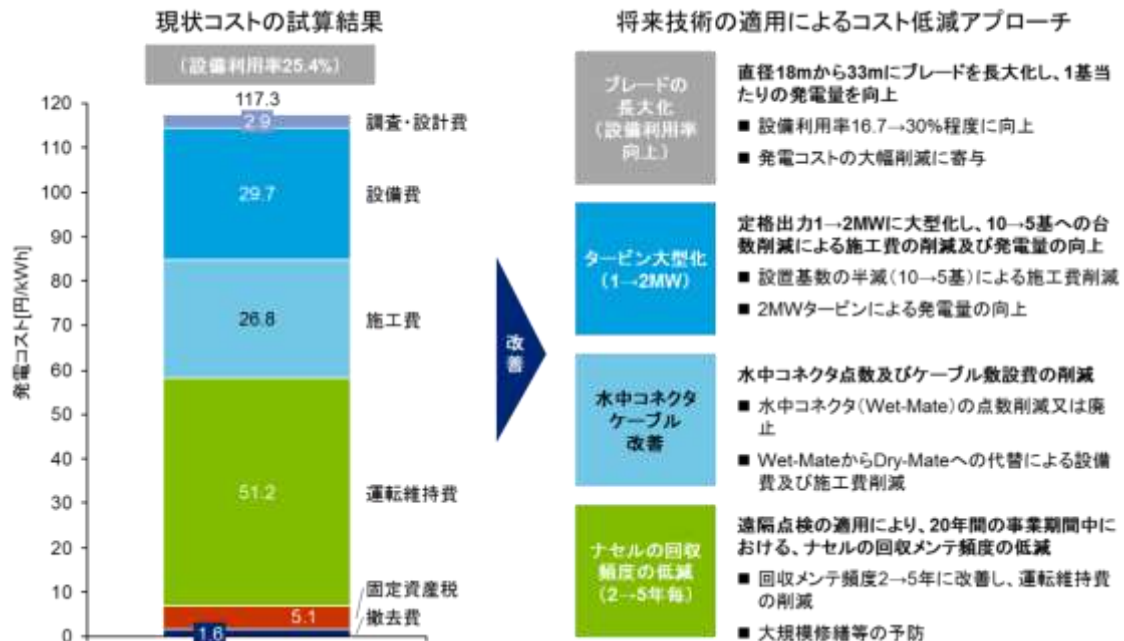 現状コストの試算結果
(設備利用率25.4%)
発電コスト[円/kWh]
120
110
100
90
80
70
60
50
40
30
20
10
0
117.3
2.9
29.7
26.8
51.2
5.1
1.6
調査・設計費
設備費
施工費
運転維持費
固定資産税
撤去費
改善
将来技術の適用によるコスト低減アプローチ
ブレードの
長大化
(設備利用率
向上)
直径18mから33mにブレードを長大化し、1基当
たりの発電量を向上
■ 設備利用率16.7→30%程度に向上
■ 発電コストの大幅削減に寄与
タービン大型化
(1→2MW)
定格出力1→2MWに大型化し、10→5基への台
数削減による施工費の削減及び発電量の向上
■ 設置基数の半減(10→5基)による施工費削減
■ 2MWタービンによる発電量の向上
水中コネクタ
ケーブル
改善
水中コネクタ点数及びケーブル敷設費の削減
■ 水中コネクタ(Wet-Mate)の点数削減又は廃
止
■ Wet-MateからDry-Mateへの代替による設備
費及び施工費削減
ナセルの回収
頻度の低減
(2→5年毎)
遠隔点検の適用により、20年間の事業期間中に
おける、ナセルの回収メンテ頻度の低減
■ 回収メンテ頻度2→5年に改善し、運転維持費
の削減
■ 大規模修繕等の予防